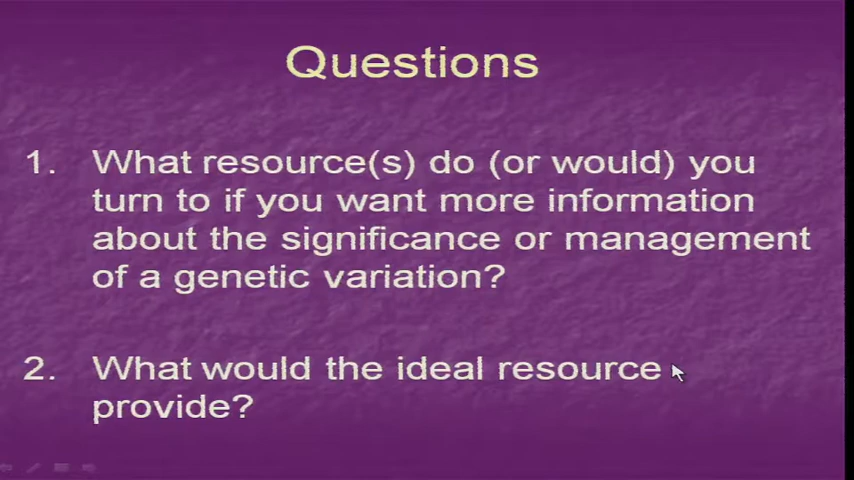 Questions
1. What resource(s) do (or would) you
turn to if you want more information
about the significance or management
of a genetic variation?
2. What would the ideal resource
provide?